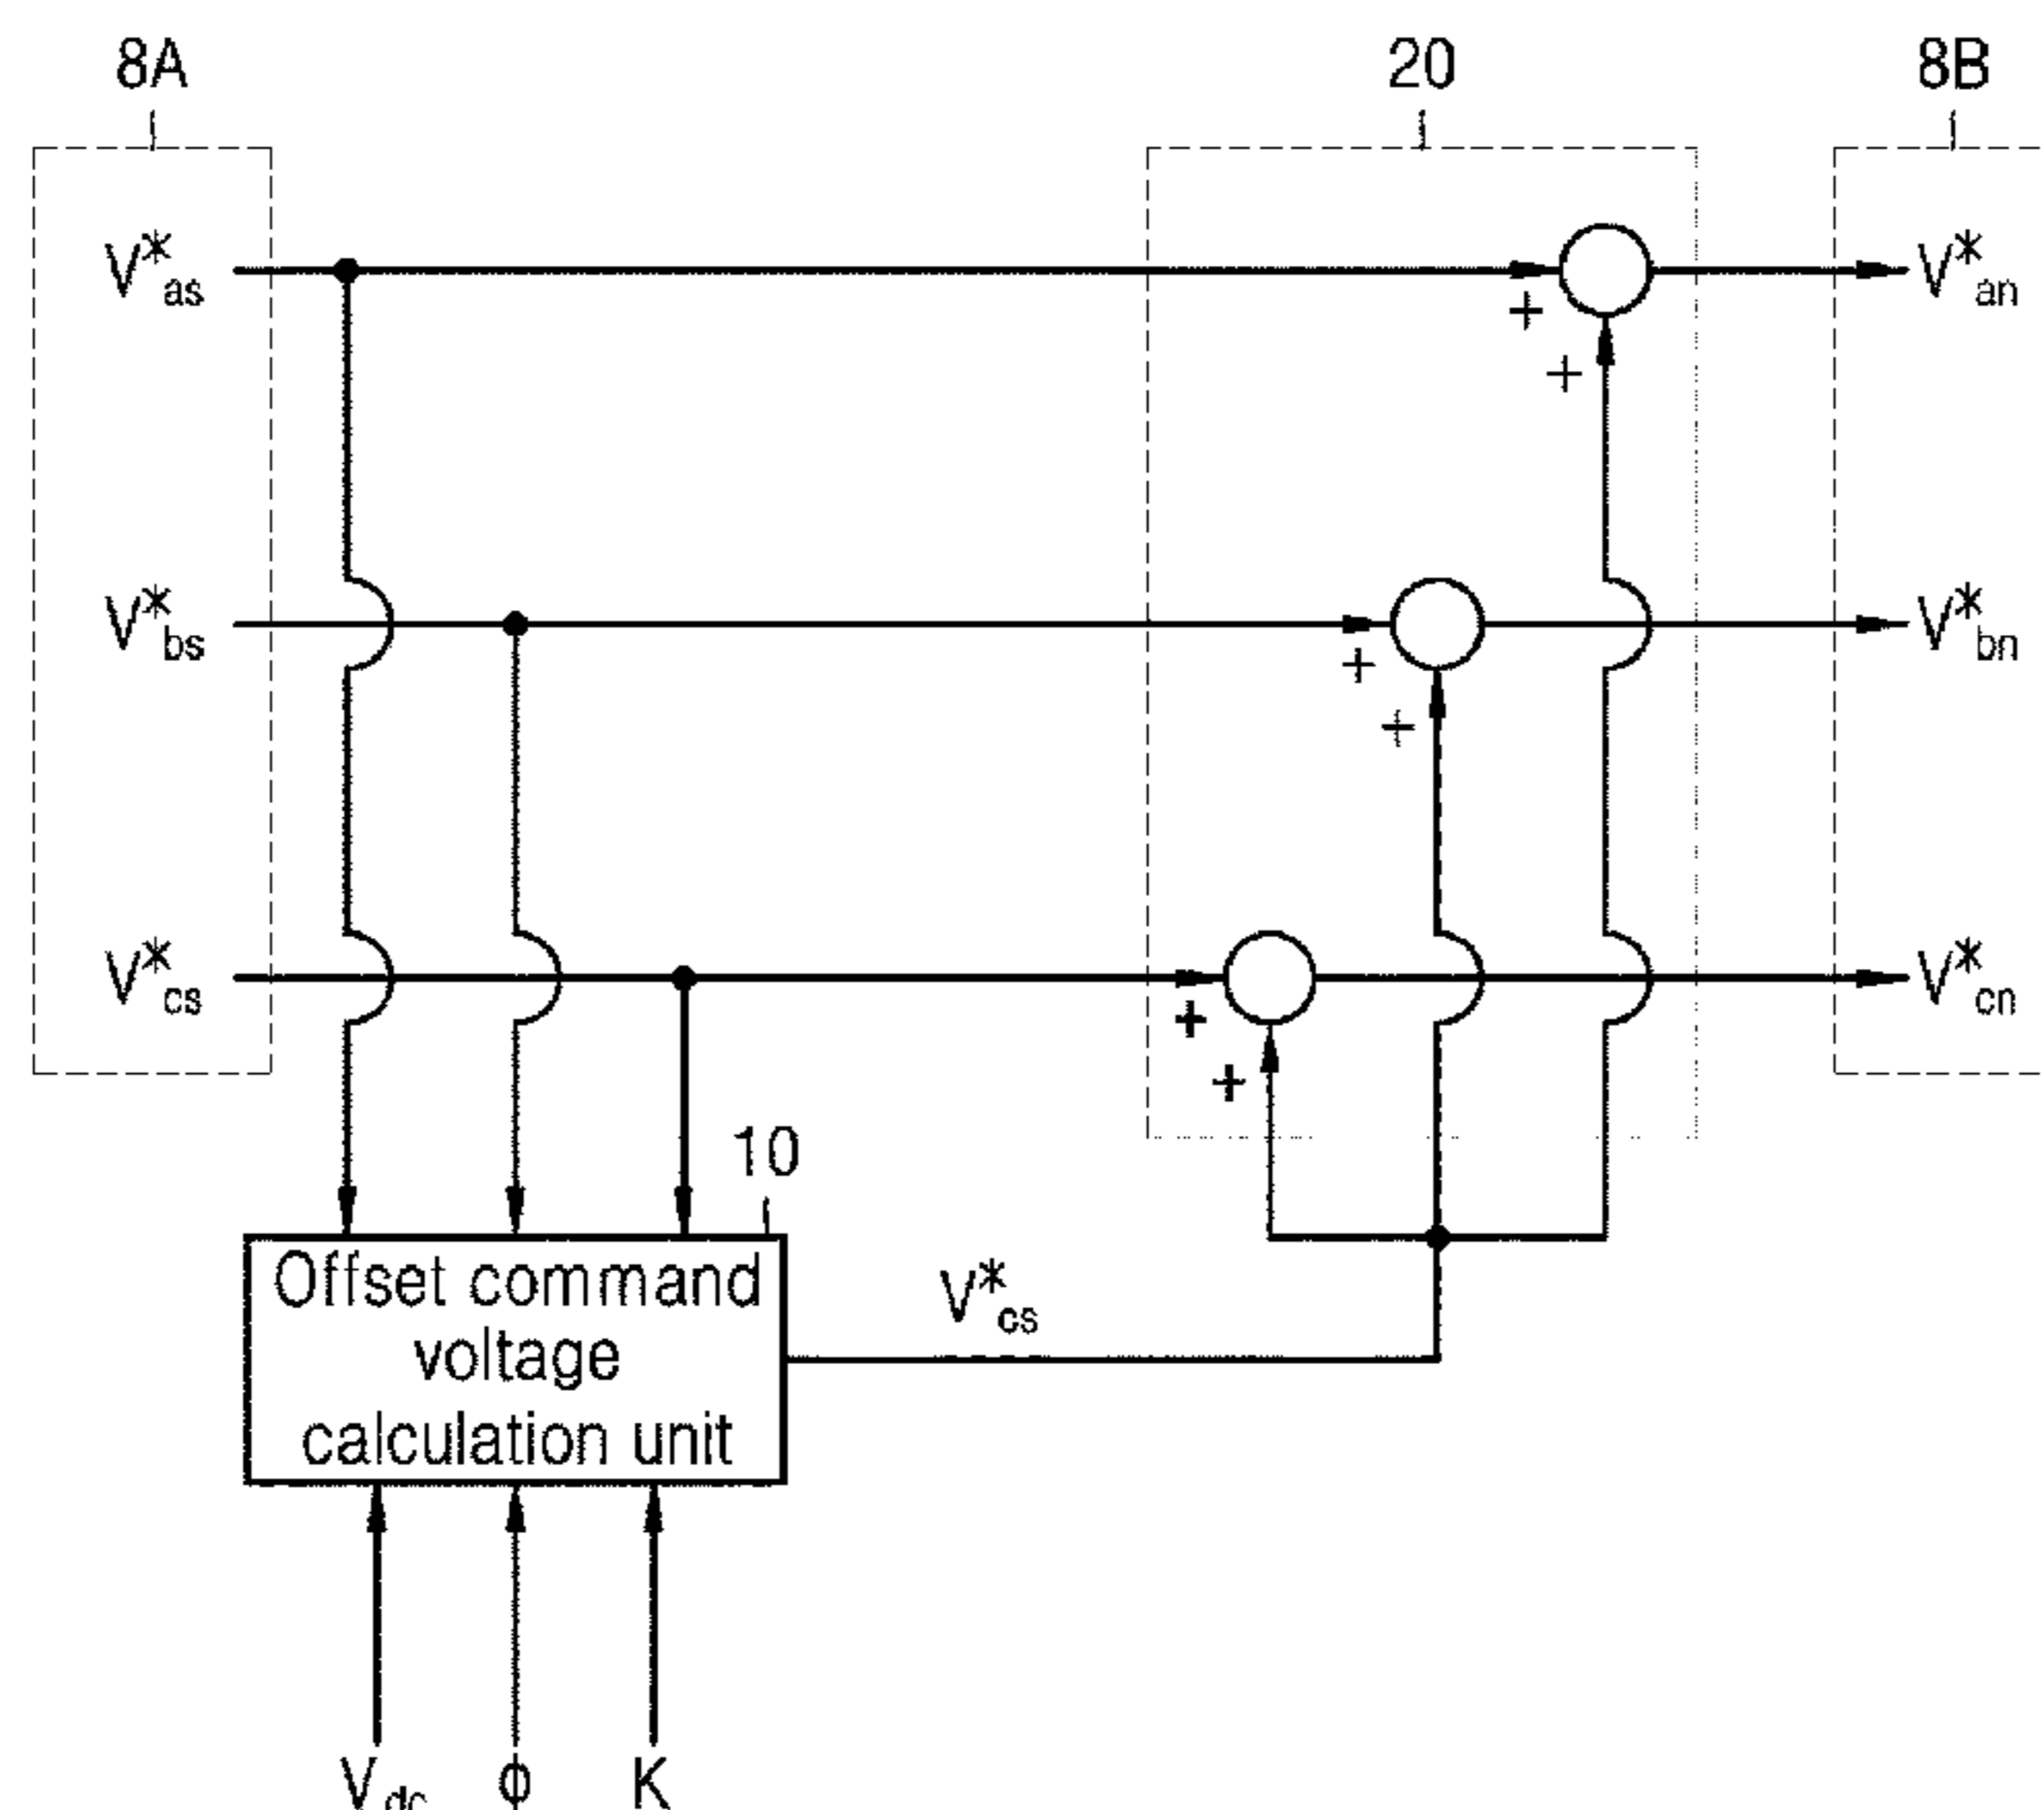 8A 20 8B
V*as + V*an
+
V*bs + V*bn
+
V*cs + V*cn
+
10
Offset command
voltage
calculation unit
V*cs
Vdc ϕ K